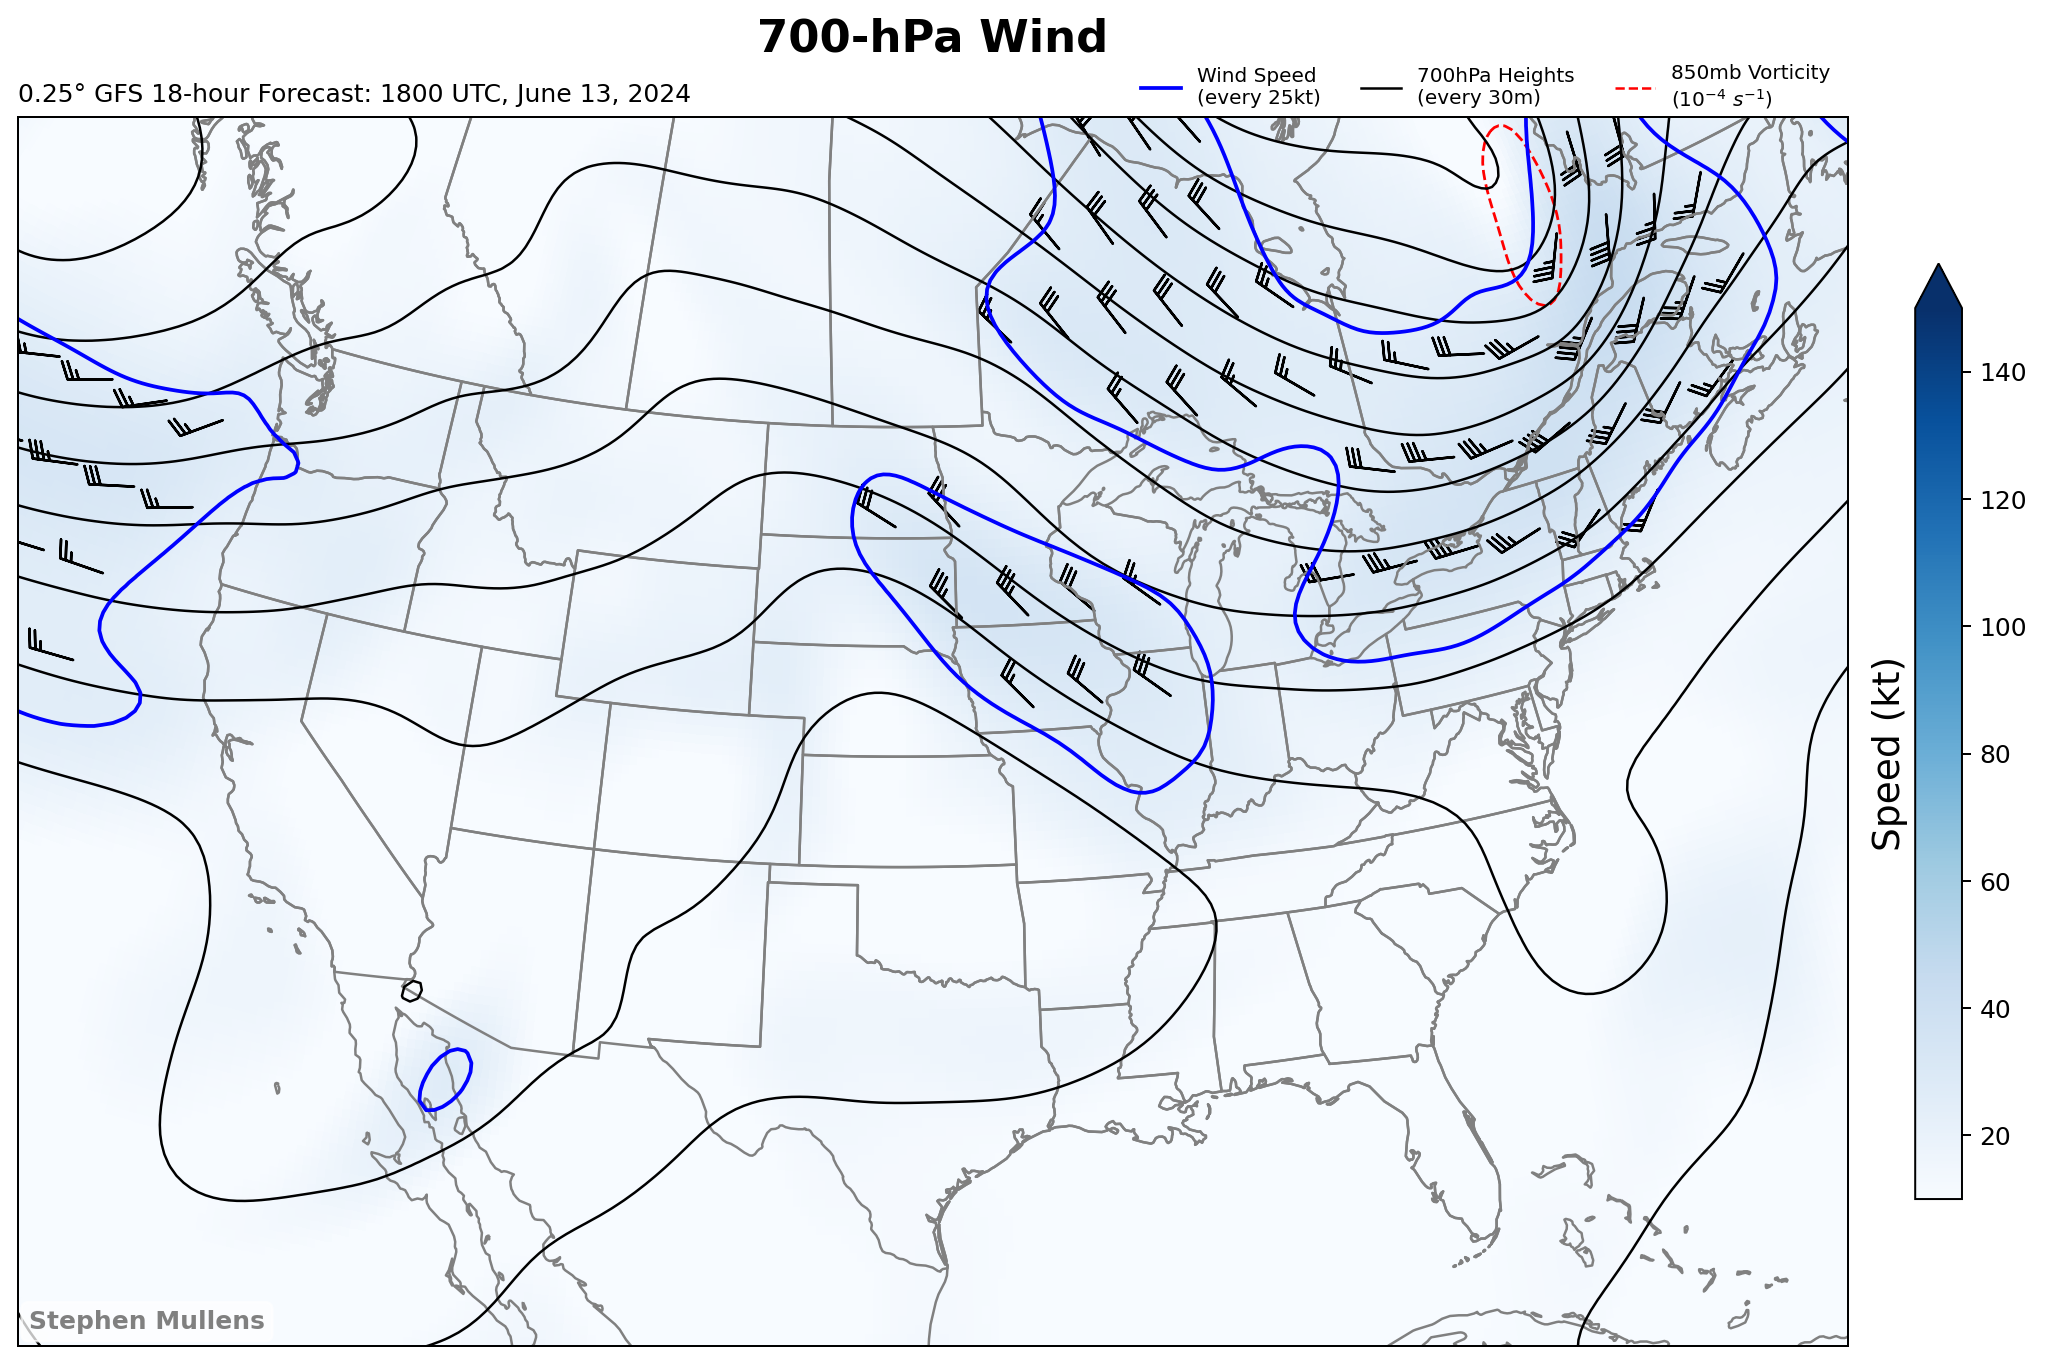 700-hPa Wind
0.25° GFS 18-hour Forecast: 1800 UTC, June 13, 2024
Wind Speed
(every 25kt)
700hPa Heights
(every 30m)
850mb Vorticity
(10⁻⁴ s⁻¹)
140
120
100
80
60
40
20
Speed (kt)
Stephen Mullens